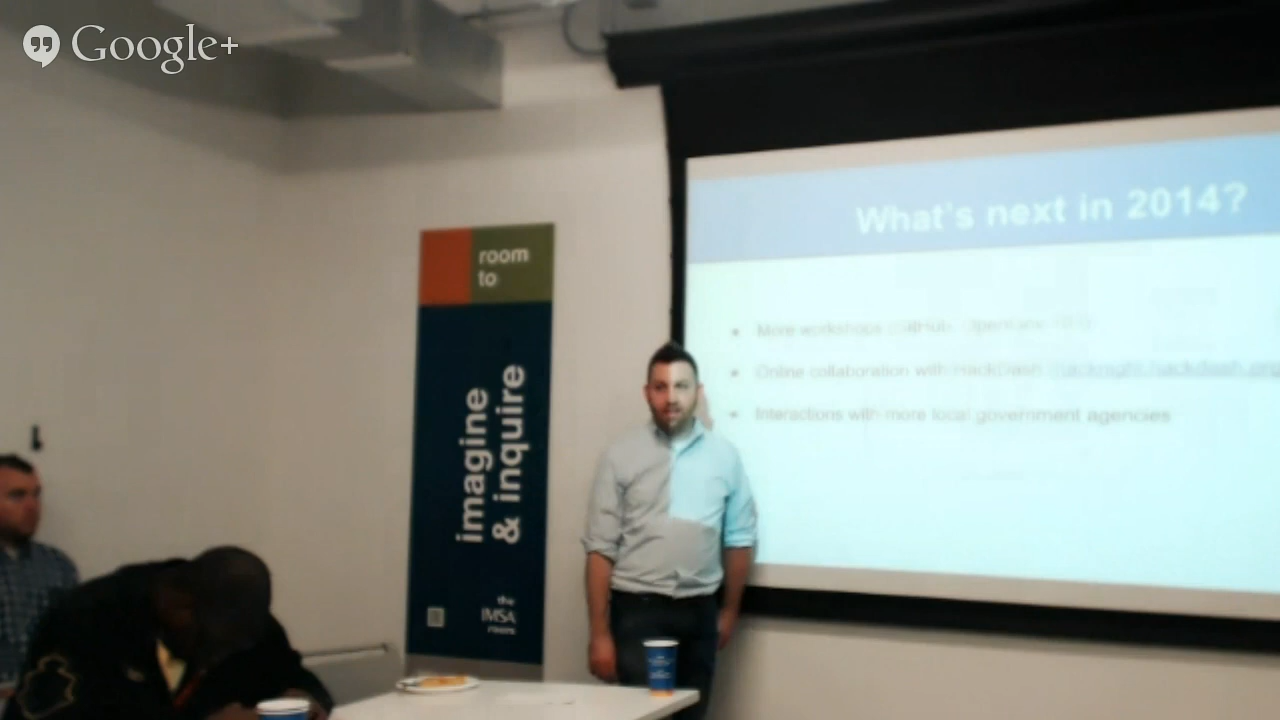 Google+
What's next in 2014?
• More workshops
• Online collaboration with HackDash
• Interactions with more local government agencies
room
to
imagine
& inquire
the
IMSA